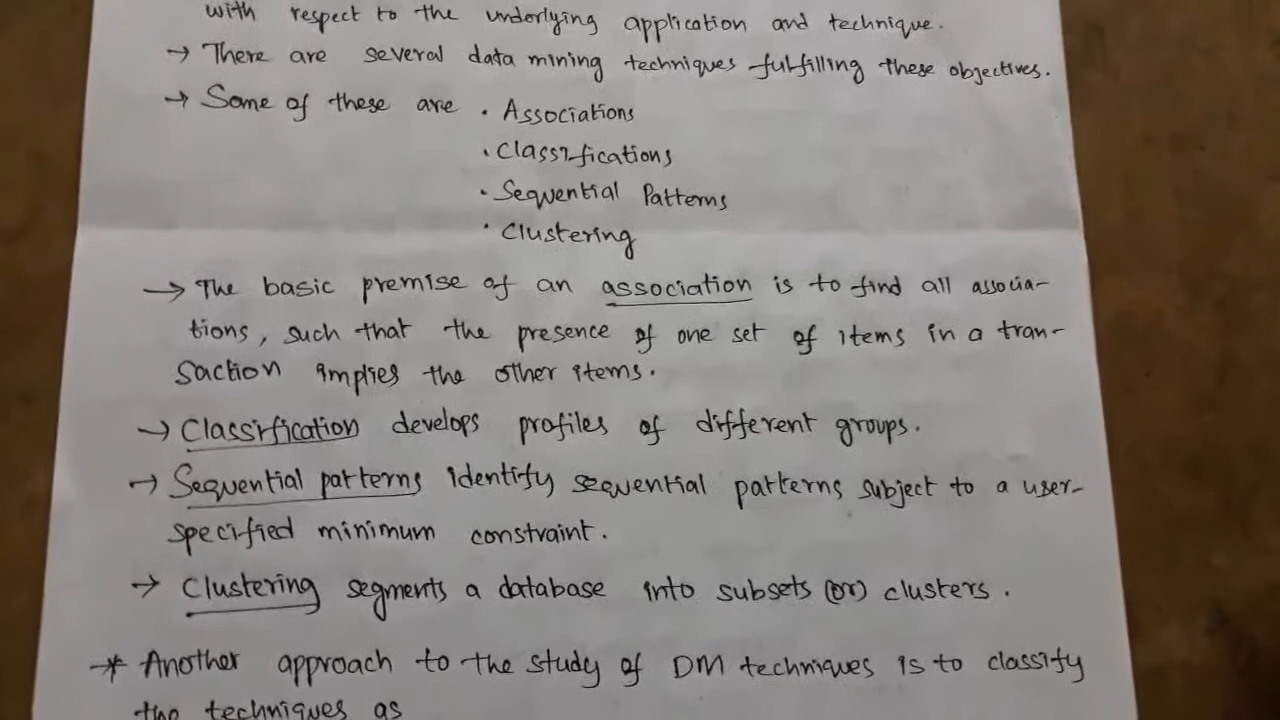 with respect to the underlying application and technique.
→ There are several data mining techniques fulfilling these objectives.
→ Some of these are • Associations
• Classifications
• Sequential Patterns
• Clustering
→ The basic premise of an association is to find all associa-
tions, such that the presence of one set of items in a tran-
saction implies the other items.
→ Classification develops profiles of different groups.
→ Sequential patterns identify sequential patterns subject to a user-
specified minimum constraint.
→ Clustering segments a database into subsets (or) clusters.
* Another approach to the study of DM techniques is to classify
the techniques as